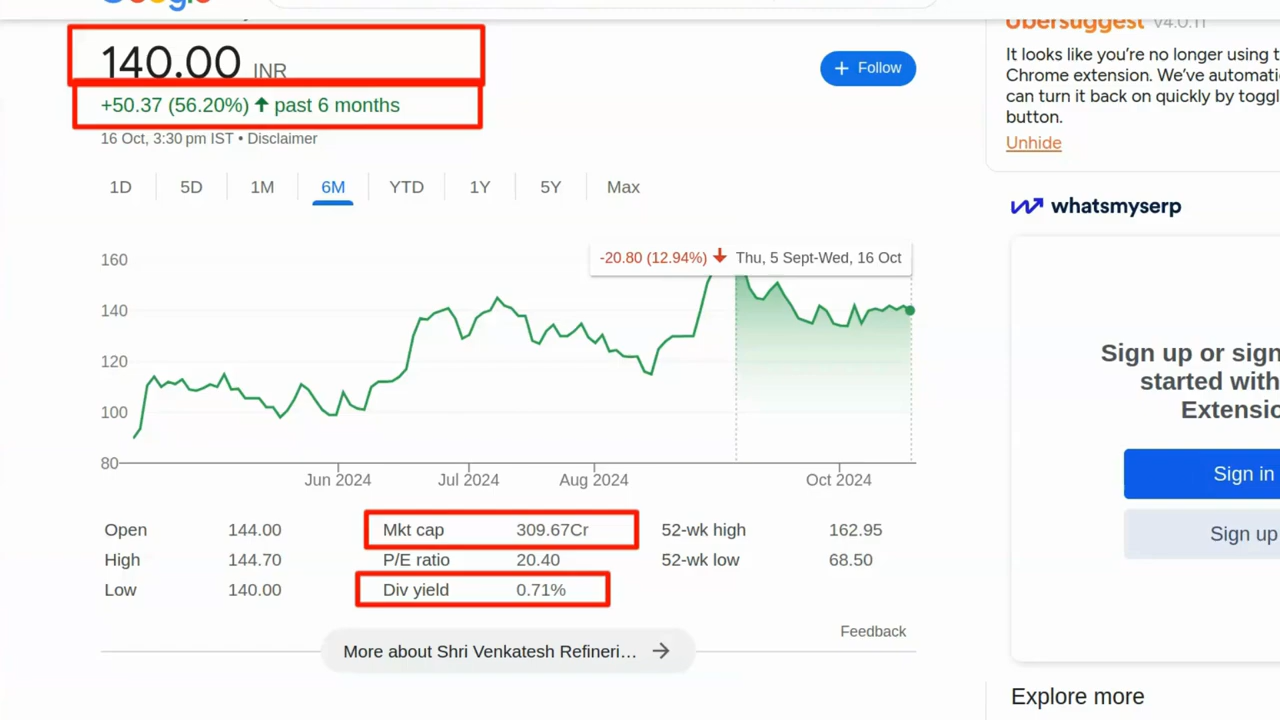 Google
140.00 INR
+50.37 (56.20%) ↑ past 6 months
16 Oct, 3:30 pm IST • Disclaimer
+ Follow
1D 5D 1M 6M YTD 1Y 5Y Max
-20.80 (12.94%) ↓ Thu, 5 Sept-Wed, 16 Oct
160
140
120
100
80
Jun 2024 Jul 2024 Aug 2024 Oct 2024
Open 144.00 Mkt cap 309.67Cr 52-wk high 162.95
High 144.70 P/E ratio 20.40 52-wk low 68.50
Low 140.00 Div yield 0.71%
Feedback
More about Shri Venkatesh Refineri... →
Ubersuggest v4.0.11
It looks like you're no longer using t
Chrome extension. We've automati
can turn it back on quickly by toggl
button.
Unhide
whatsmyserp
Sign up or sign
started with
Extensio
Sign in
Sign up
Explore more